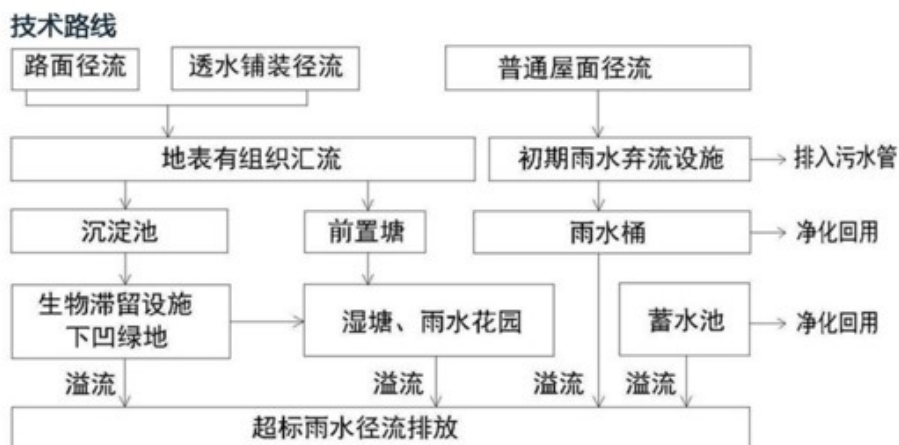 技术路线
路面径流
透水铺装径流
普通屋面径流
地表有组织汇流
初期雨水弃流设施
排入污水管
沉淀池
前置塘
雨水桶
净化回用
生物滞留设施
下凹绿地
湿塘、雨水花园
蓄水池
净化回用
溢流
溢流
溢流
溢流
超标雨水径流排放